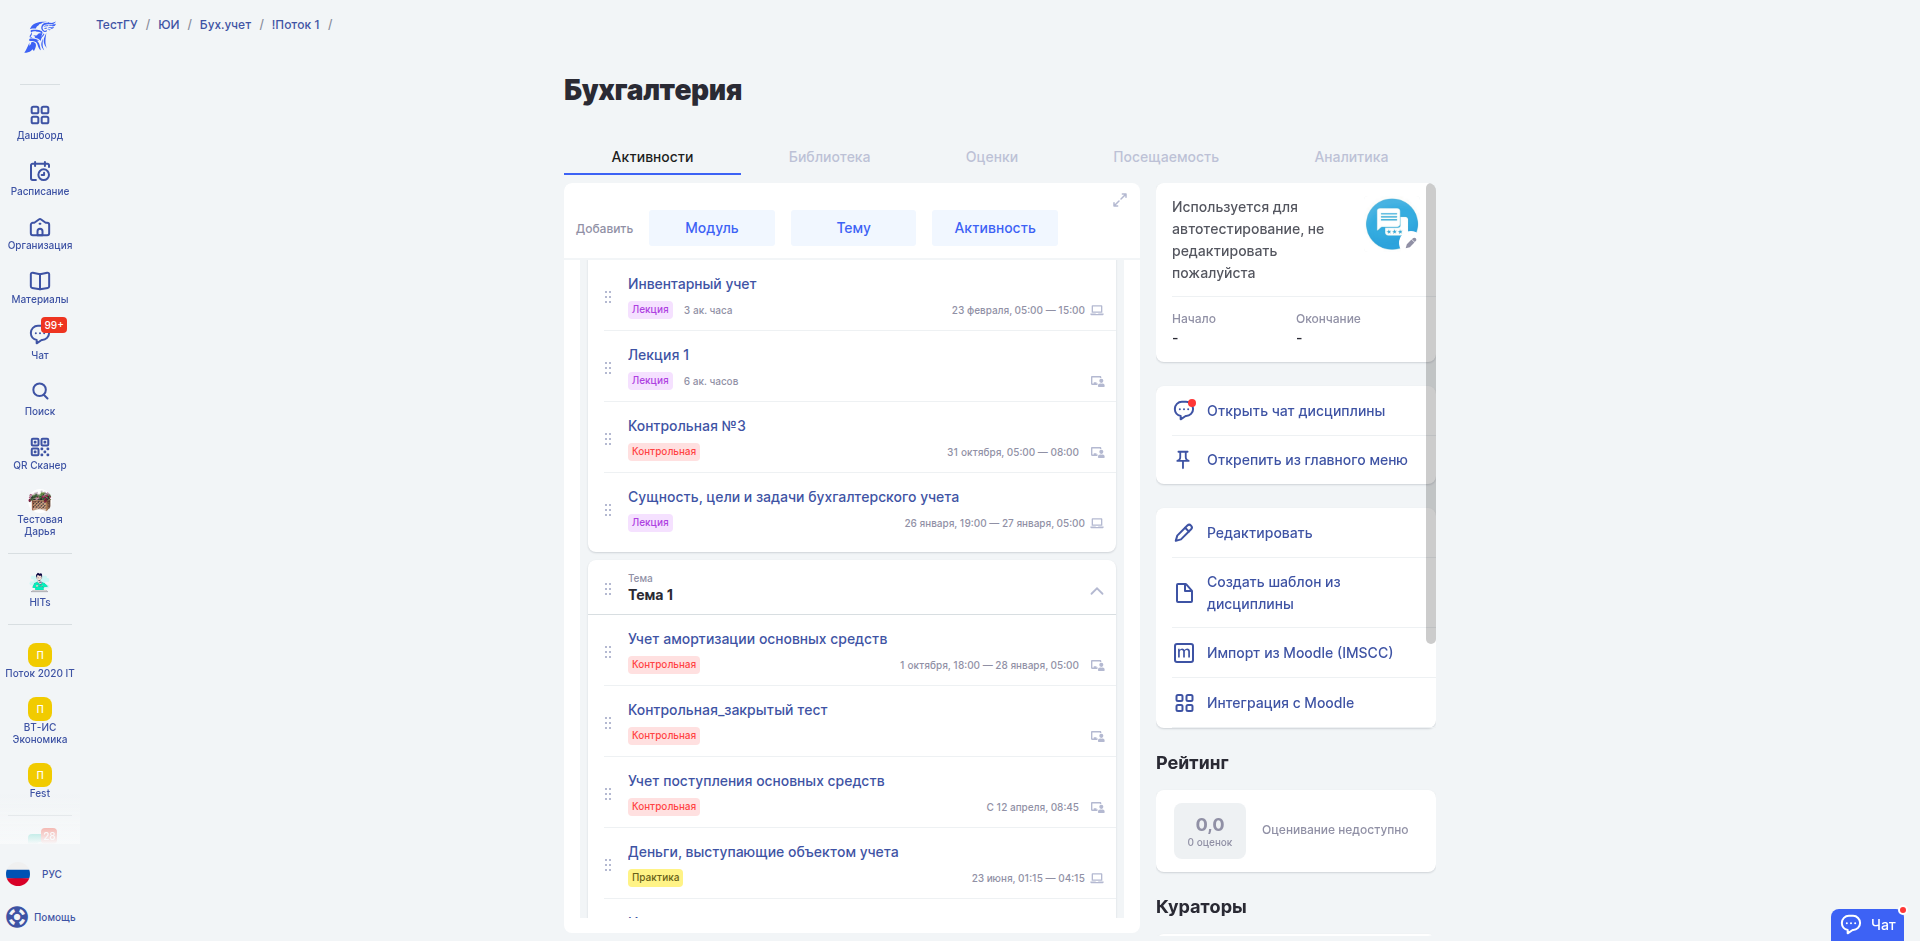 ТестГУ / ЮИ / Бух.учет / !Поток 1 /
Дашборд
Расписание
Организация
Материалы
99+
Чат
Поиск
QR Сканер
Тестовая
Дарья
HITs
П
Поток 2020 IT
П
ВТ-ИС
Экономика
П
Fest
28
РУС
Помощь
Бухгалтерия
Активности Библиотека Оценки Посещаемость Аналитика
Добавить Модуль Тему Активность
Инвентарный учет
Лекция 3 ак. часа 23 февраля, 05:00 — 15:00
Лекция 1
Лекция 6 ак. часов
Контрольная №3
Контрольная 31 октября, 05:00 — 08:00
Сущность, цели и задачи бухгалтерского учета
Лекция 26 января, 19:00 — 27 января, 05:00
Тема
Тема 1
Учет амортизации основных средств
Контрольная 1 октября, 18:00 — 28 января, 05:00
Контрольная_закрытый тест
Контрольная
Учет поступления основных средств
Контрольная С 12 апреля, 08:45
Деньги, выступающие объектом учета
Практика 23 июня, 01:15 — 04:15
Используется для
автотестирование, не
редактировать
пожалуйста
Начало Окончание
- -
Открыть чат дисциплины
Открепить из главного меню
Редактировать
Создать шаблон из
дисциплины
Импорт из Moodle (IMSCC)
Интеграция с Moodle
Рейтинг
0,0
0 оценок
Оценивание недоступно
Кураторы
Чат